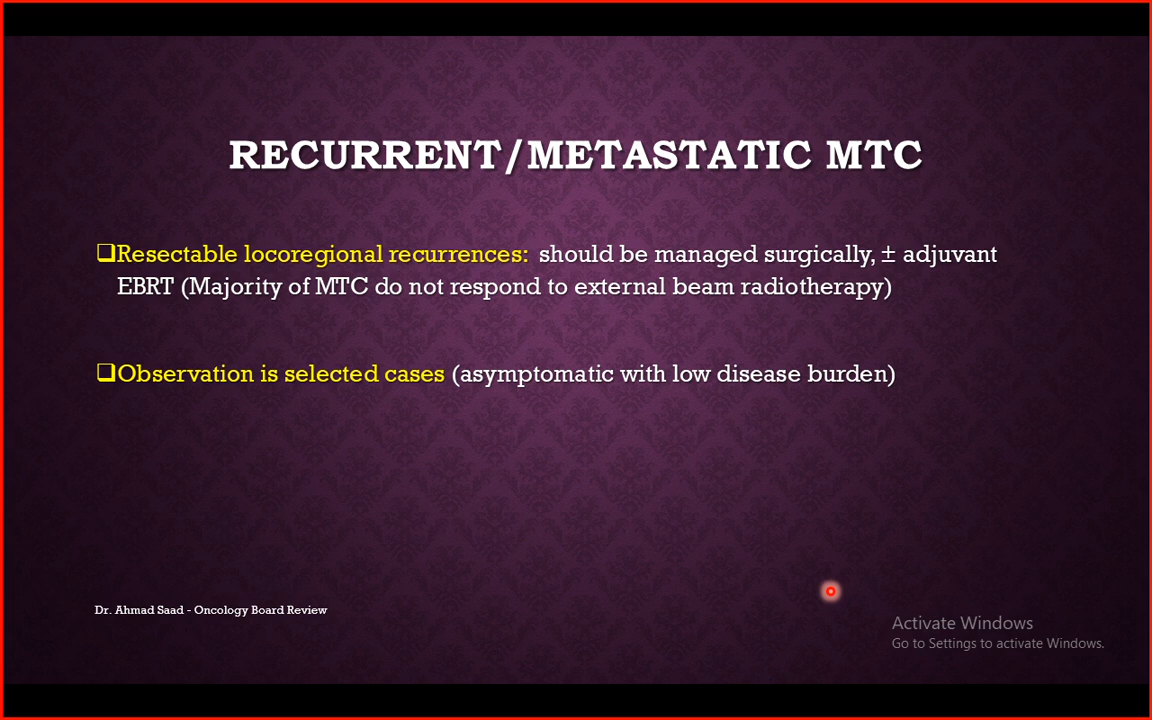 RECURRENT/METASTATIC MTC
❑Resectable locoregional recurrences: should be managed surgically, ± adjuvant
EBRT (Majority of MTC do not respond to external beam radiotherapy)
❑Observation is selected cases (asymptomatic with low disease burden)
Dr. Ahmad Saad - Oncology Board Review
Activate Windows
Go to Settings to activate Windows.